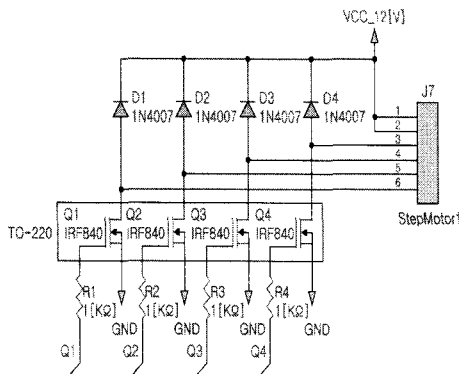 VCC_12[V]
J7
D1 D2 D3 D4
1N4007 1N4007 1N4007 1N4007
1
2
3
4
5
6
StepMotor1
Q1 Q2 Q3 Q4
TO-220 IRF840 IRF840 IRF840 IRF840
R1 R2 R3 R4
1[KΩ] 1[KΩ] 1[KΩ] 1[KΩ]
GND GND GND GND
Q1 Q2 Q3 Q4